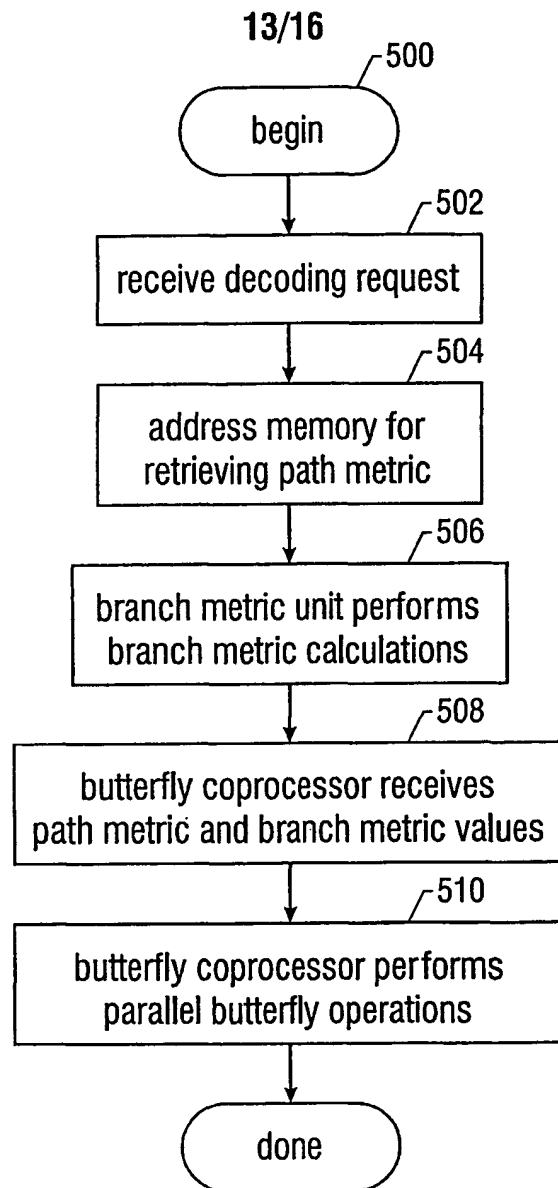 13/16
500
begin
502
receive decoding request
504
address memory for
retrieving path metric
506
branch metric unit performs
branch metric calculations
508
butterfly coprocessor receives
path metric and branch metric values
510
butterfly coprocessor performs
parallel butterfly operations
done